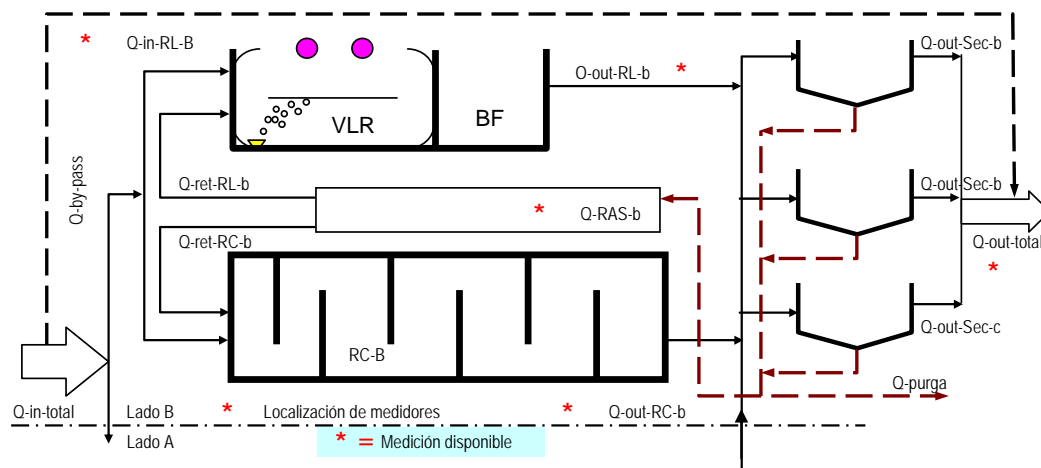 * Q-in-RL-B
Q-out-Sec-b
O-out-RL-b *
VLR
BF
Q-by-pass
Q-ret-RL-b
* Q-RAS-b
Q-out-Sec-b
Q-ret-RC-b
Q-out-total
*
RC-B
Q-out-Sec-c
Q-purga
Q-in-total
Lado B
* Localización de medidores
* Q-out-RC-b
Lado A
* = Medición disponible